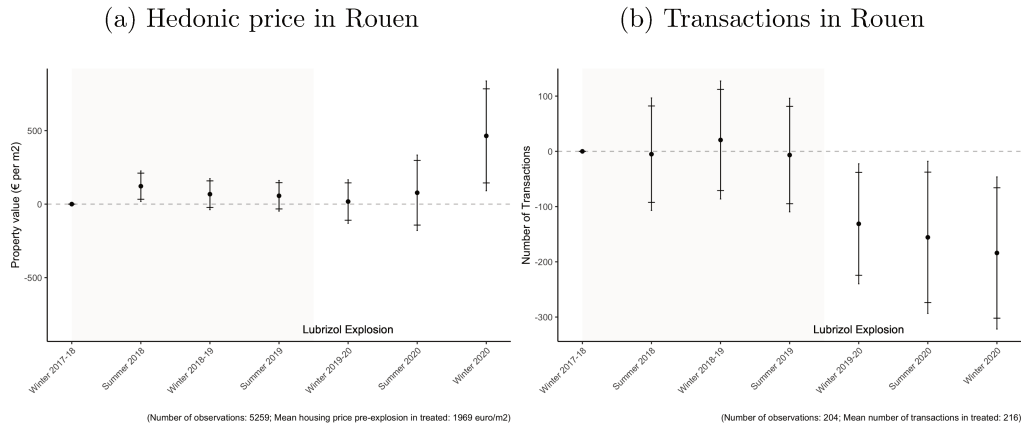 (a) Hedonic price in Rouen
Property value (€ per m2)
500
0
-500
Lubrizol Explosion
Winter 2017-18
Summer 2018
Winter 2018-19
Summer 2019
Winter 2019-20
Summer 2020
Winter 2020
(Number of observations: 5259; Mean housing price pre-explosion in treated: 1969 euro/m2)
(b) Transactions in Rouen
Number of Transactions
100
0
-100
-200
-300
Lubrizol Explosion
Winter 2017-18
Summer 2018
Winter 2018-19
Summer 2019
Winter 2019-20
Summer 2020
Winter 2020
(Number of observations: 204; Mean number of transactions in treated: 216)